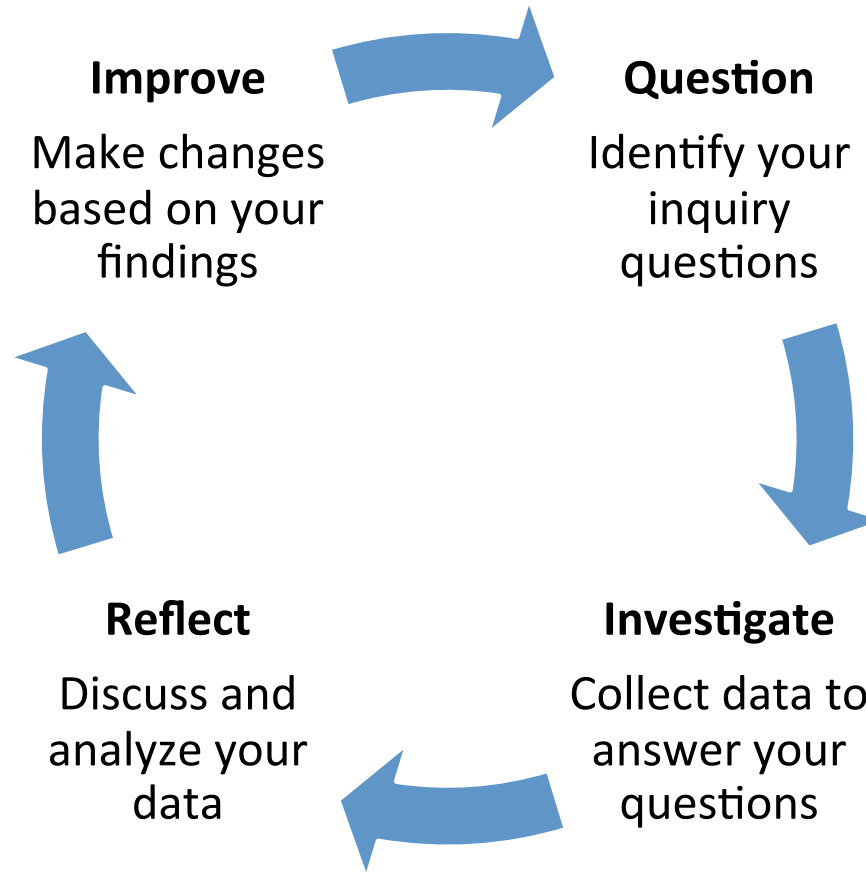 Improve
Make changes
based on your
findings
Question
Identify your
inquiry
questions
Reflect
Discuss and
analyze your
data
Investigate
Collect data to
answer your
questions